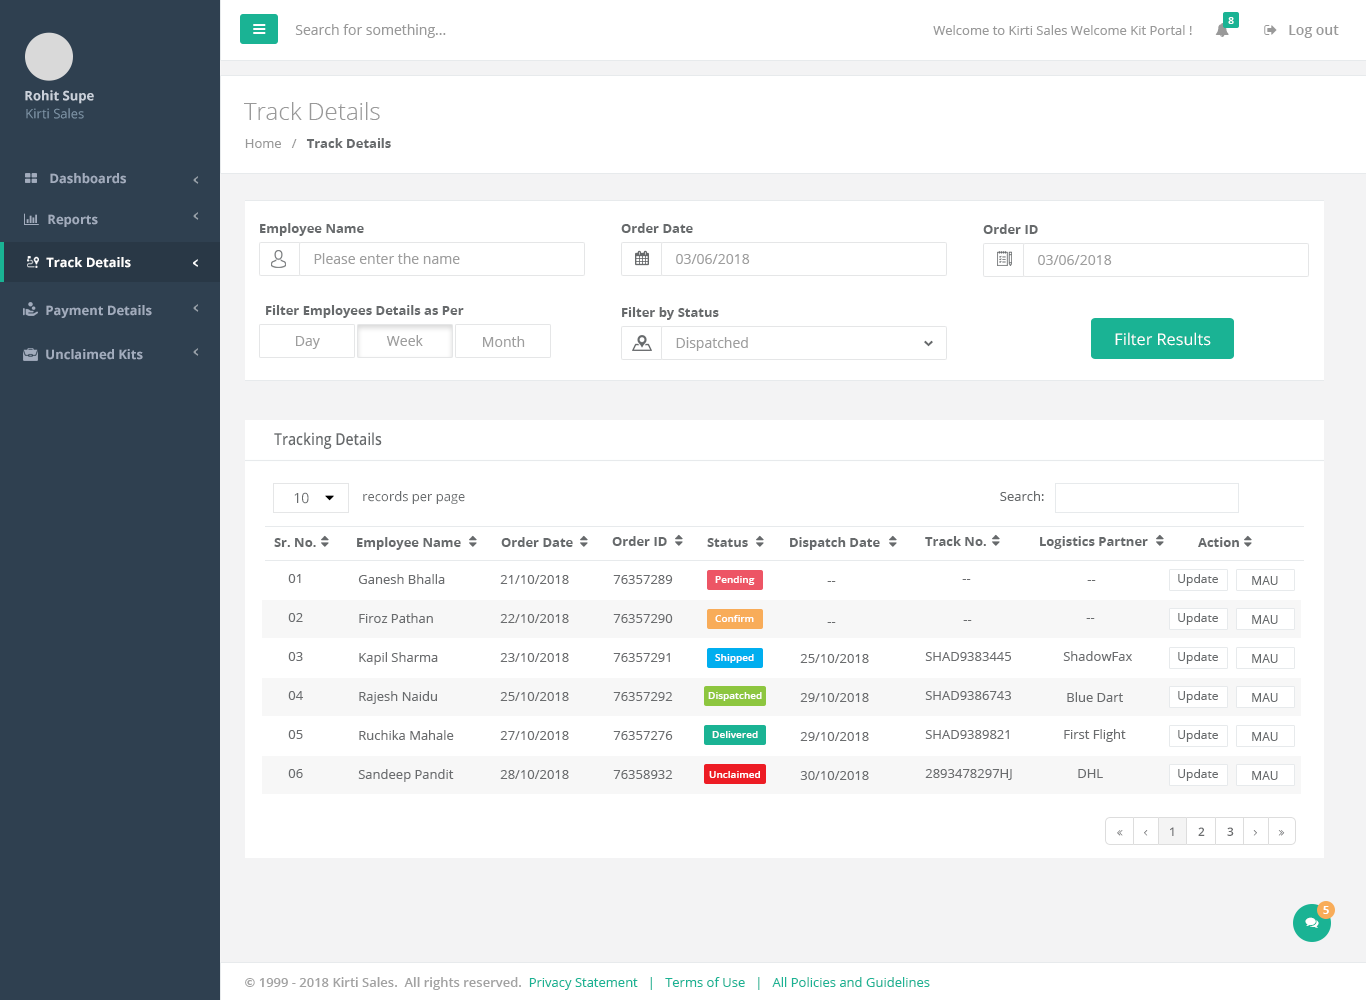 Search for something...
Welcome to Kirti Sales Welcome Kit Portal !
8
Log out
Rohit Supe
Kirti Sales
Dashboards
Reports
Track Details
Payment Details
Unclaimed Kits
Track Details
Home / Track Details
Employee Name
Order Date
Order ID
Please enter the name
03/06/2018
03/06/2018
Filter Employees Details as Per
Filter by Status
Day Week Month
Dispatched
Filter Results
Tracking Details
10 records per page
Search:
Sr. No. Employee Name Order Date Order ID Status Dispatch Date Track No. Logistics Partner Action
01 Ganesh Bhalla 21/10/2018 76357289 Pending -- -- -- Update MAU
02 Firoz Pathan 22/10/2018 76357290 Confirm -- -- -- Update MAU
03 Kapil Sharma 23/10/2018 76357291 Shipped 25/10/2018 SHAD9383445 ShadowFax Update MAU
04 Rajesh Naidu 25/10/2018 76357292 Dispatched 29/10/2018 SHAD9386743 Blue Dart Update MAU
05 Ruchika Mahale 27/10/2018 76357276 Delivered 29/10/2018 SHAD9389821 First Flight Update MAU
06 Sandeep Pandit 28/10/2018 76358932 Unclaimed 30/10/2018 2893478297HJ DHL Update MAU
« ‹ 1 2 3 › »
5
© 1999 - 2018 Kirti Sales. All rights reserved. Privacy Statement | Terms of Use | All Policies and Guidelines